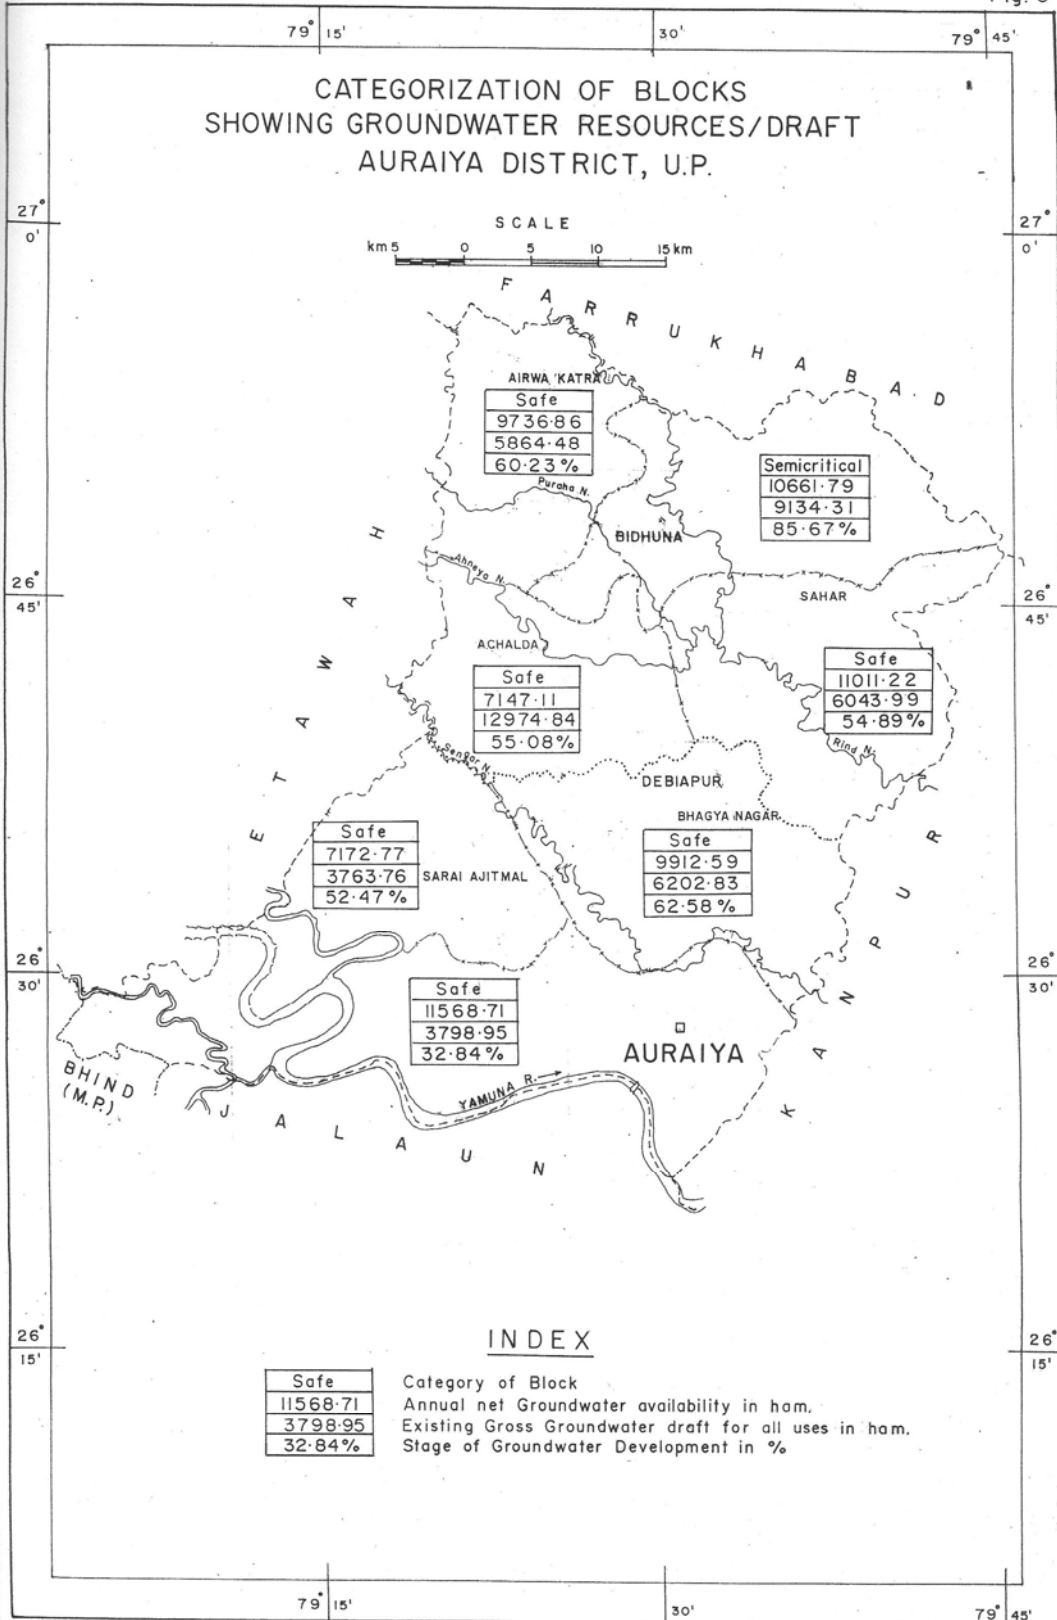 79° 15'
30'
79° 45'
CATEGORIZATION OF BLOCKS
SHOWING GROUNDWATER RESOURCES/DRAFT
AURAIYA DISTRICT, U.P.
27°
0'
27°
0'
SCALE
km 5 0 5 10 15 km
FARRUKHABAD
AIRWA KATRA
Safe
9736.86
5864.48
60.23%
Puraha N.
Semicritical
10661.79
9134.31
85.67%
BIDHUNA
ETAWAH
Ahneya N.
26°
45'
26°
45'
SAHAR
ACHALDA
Safe
7147.11
12974.84
55.08%
Safe
11011.22
6043.99
54.89%
Rind N.
Sengar N.
DEBIAPUR
BHAGYA NAGAR
Safe
7172.77
3763.76
52.47%
SARAI AJITMAL
Safe
9912.59
6202.83
62.58%
KANPUR
26°
30'
26°
30'
Safe
11568.71
3798.95
32.84%
AURAIYA
BHIND
(M.P.)
YAMUNA R.
JALAUN
26°
15'
26°
15'
INDEX
Safe Category of Block
11568.71 Annual net Groundwater availability in ham.
3798.95 Existing Gross Groundwater draft for all uses in ham.
32.84% Stage of Groundwater Development in %
79° 15'
30'
79° 45'